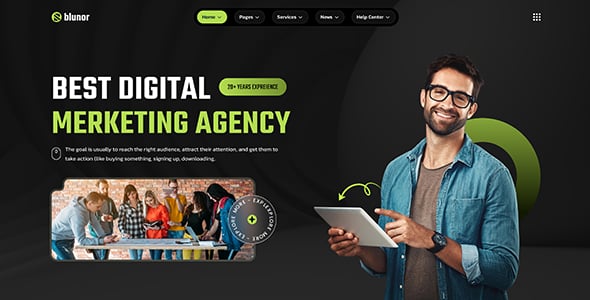 blunor
Home Pages Services News Help Center
BEST DIGITAL
20+ YEARS EXPREIENCE
MERKETING AGENCY
The goal is usually to reach the right audience, attract their attention, and get them to
take action (like buying something, signing up, downloading..
EXPLORE MORE - EXPLORE MORE